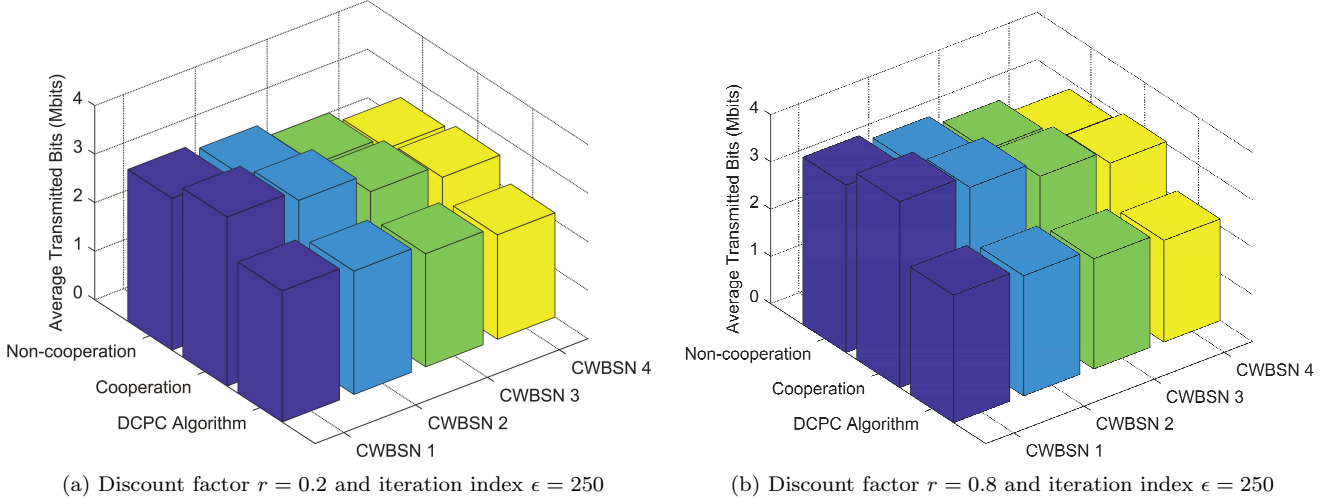 Average Transmitted Bits (Mbits)
4
3
2
1
0
Non-cooperation
Cooperation
DCPC Algorithm
CWBSN 1
CWBSN 2
CWBSN 3
CWBSN 4
(a) Discount factor r = 0.2 and iteration index ϵ = 250
Average Transmitted Bits (Mbits)
4
3
2
1
0
Non-cooperation
Cooperation
DCPC Algorithm
CWBSN 1
CWBSN 2
CWBSN 3
CWBSN 4
(b) Discount factor r = 0.8 and iteration index ϵ = 250